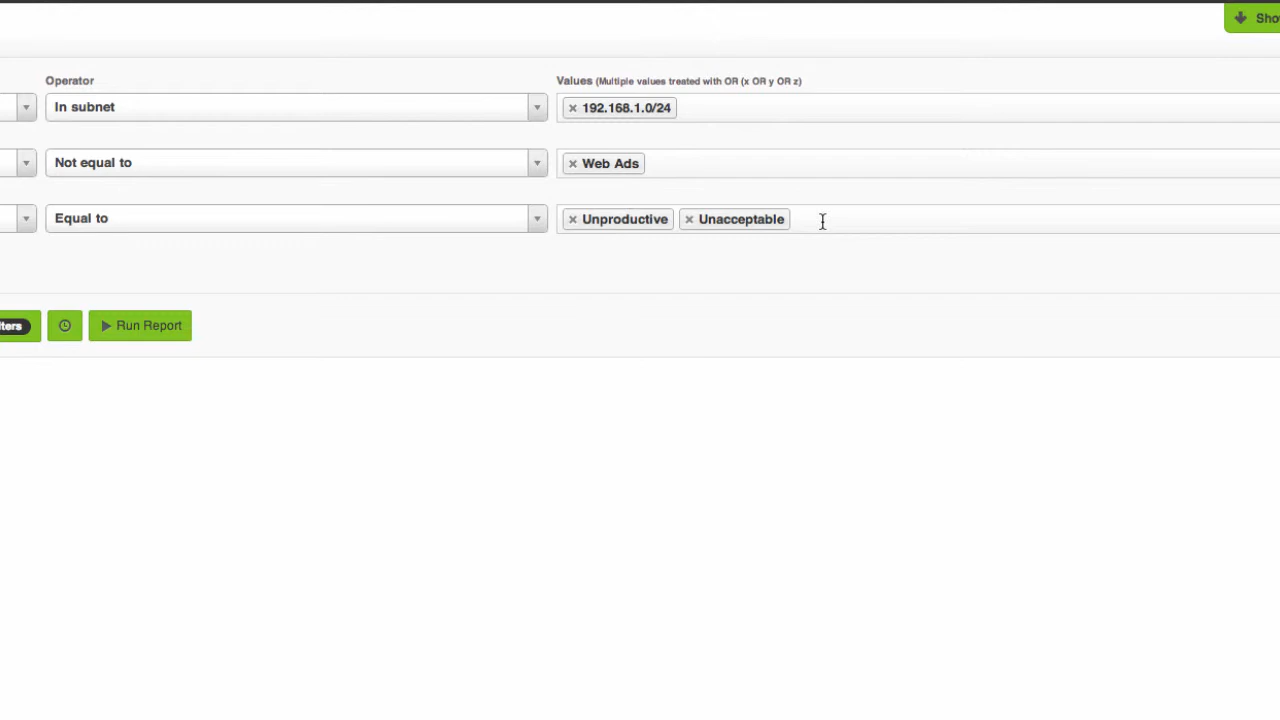 Sho
Operator
Values (Multiple values treated with OR (x OR y OR z)
In subnet
× 192.168.1.0/24
Not equal to
× Web Ads
Equal to
× Unproductive × Unacceptable
lters
Run Report